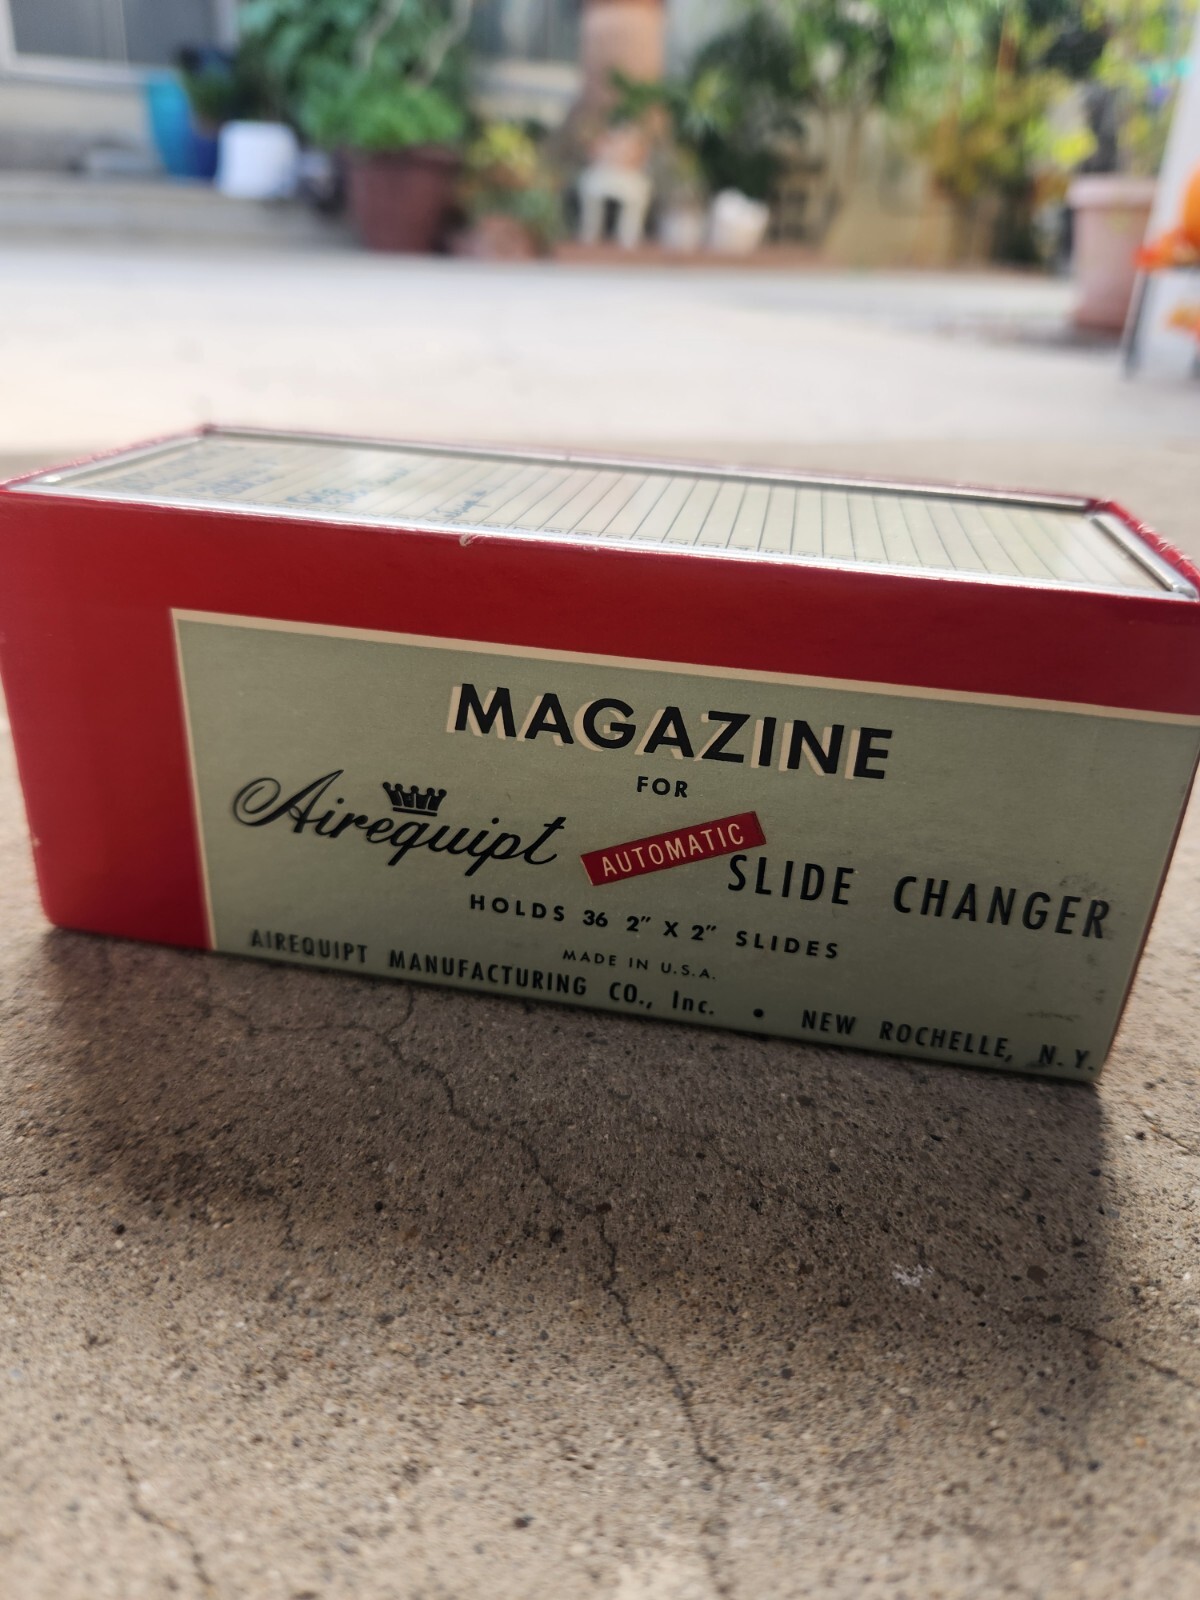 MAGAZINE
FOR
Airequipt AUTOMATIC SLIDE CHANGER
HOLDS 36 2" X 2" SLIDES
MADE IN U.S.A.
AIREQUIPT MANUFACTURING CO., Inc. • NEW ROCHELLE, N.Y.